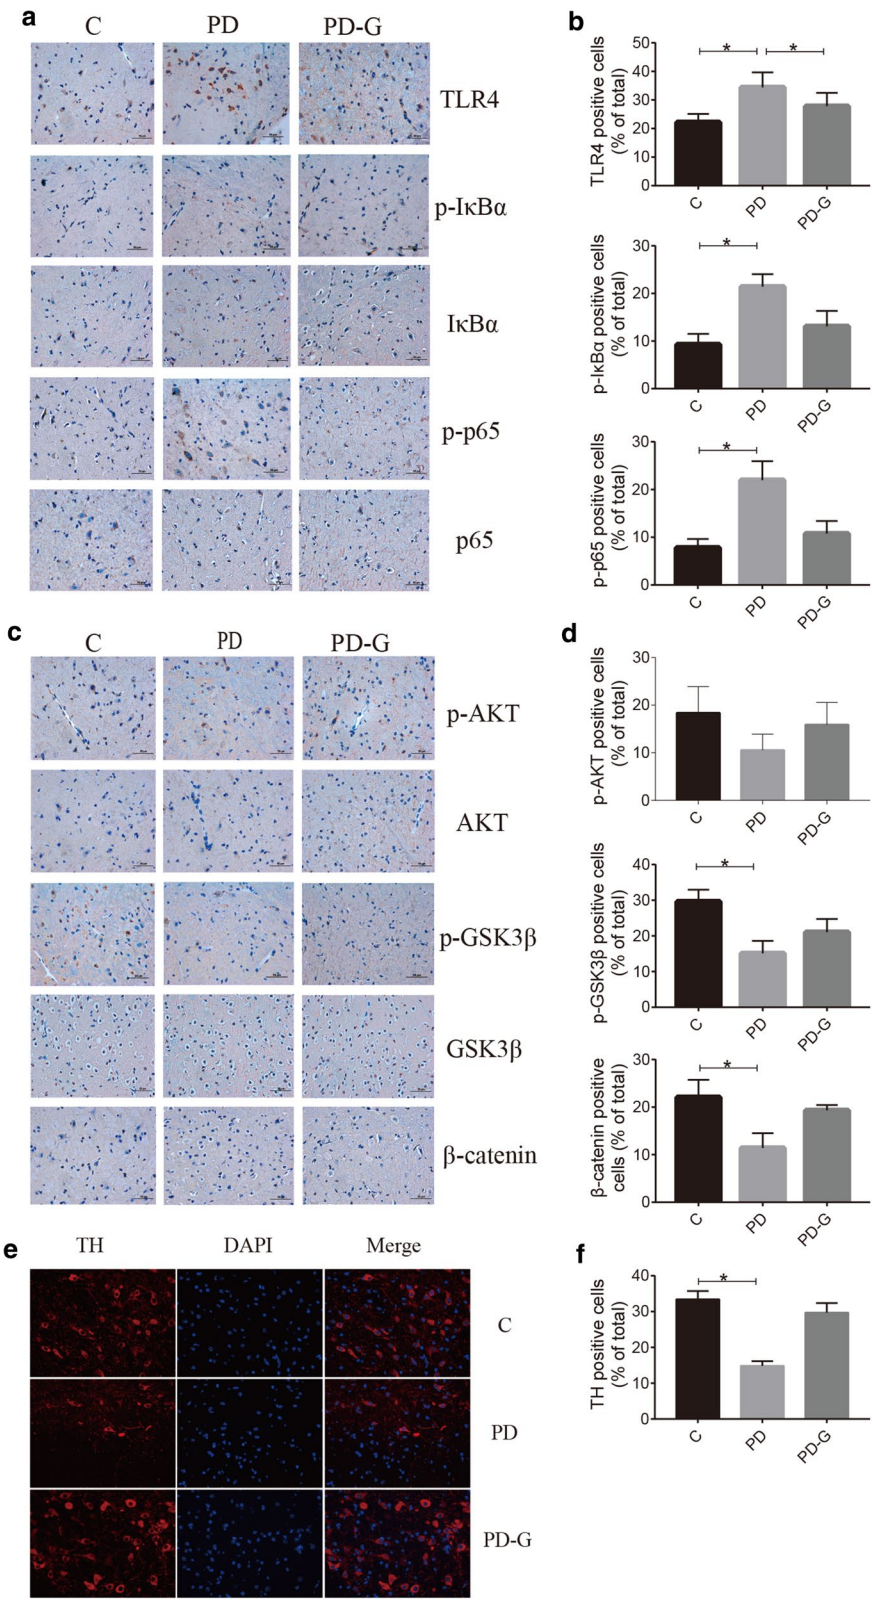 a
C PD PD-G
TLR4
p-IκBα
IκBα
p-p65
p65
b
TLR4 positive cells
(% of total)
50
40
30
20
10
0
* *
C PD PD-G
p-IκBα positive cells
(% of total)
30
20
10
0
*
C PD PD-G
p-p65 positive cells
(% of total)
30
20
10
0
*
C PD PD-G
c
C PD PD-G
p-AKT
AKT
p-GSK3β
GSK3β
β-catenin
d
p-AKT positive cells
(% of total)
30
20
10
0
C PD PD-G
p-GSK3β positive cells
(% of total)
40
30
20
10
0
*
C PD PD-G
β-catenin positive
cells (% of total)
30
20
10
0
*
C PD PD-G
e
TH DAPI Merge
C
PD
PD-G
f
TH positive cells
(% of total)
40
30
20
10
0
*
C PD PD-G